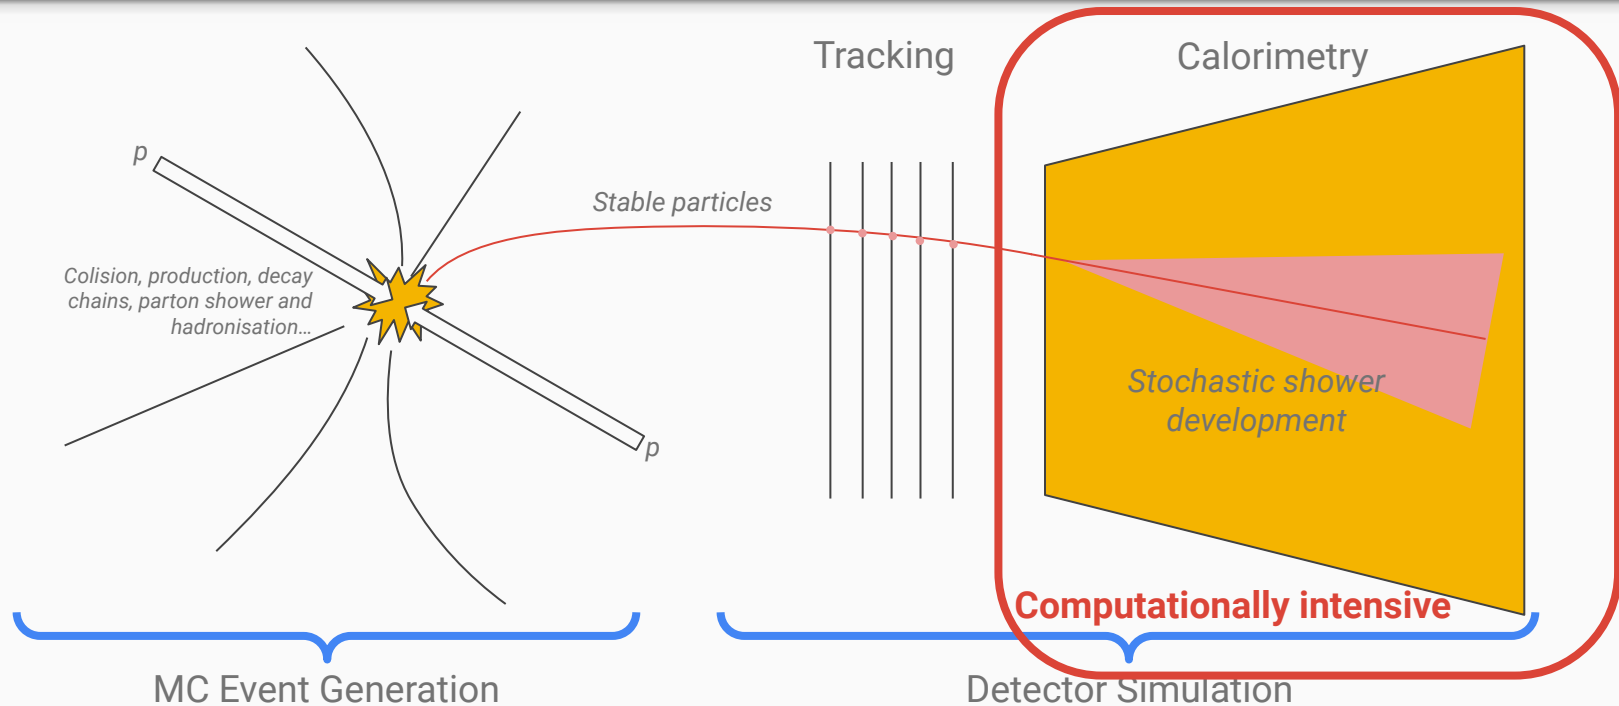 Tracking
Calorimetry
p
Stable particles
Colision, production, decay
chains, parton shower and
hadronisation...
Stochastic shower
development
p
Computationally intensive
MC Event Generation
Detector Simulation